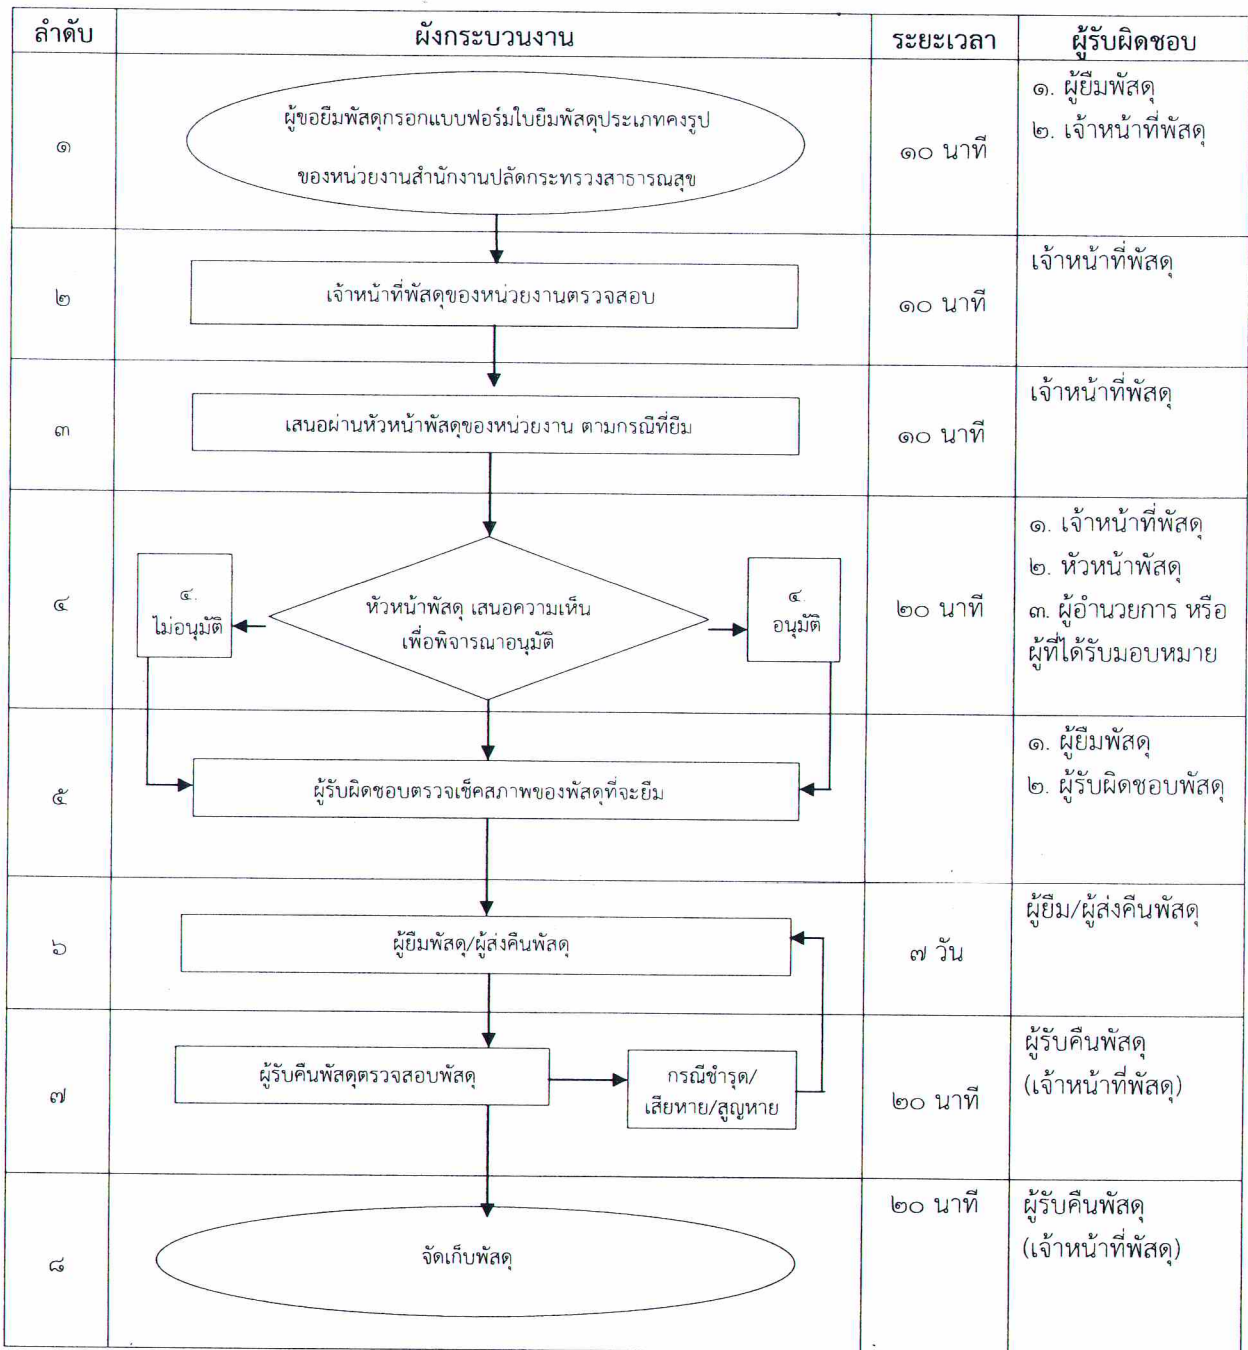 ลำดับ ผังกระบวนงาน ระยะเวลา ผู้รับผิดชอบ
๑
ผู้ขอยืมพัสดุกรอกแบบฟอร์มใบยืมพัสดุประเภทคงรูป
ของหน่วยงานสำนักงานปลัดกระทรวงสาธารณสุข
๑๐ นาที
๑. ผู้ยืมพัสดุ
๒. เจ้าหน้าที่พัสดุ
๒
เจ้าหน้าที่พัสดุของหน่วยงานตรวจสอบ
๑๐ นาที
เจ้าหน้าที่พัสดุ
๓
เสนอผ่านหัวหน้าพัสดุของหน่วยงาน ตามกรณีที่ยืม
๑๐ นาที
เจ้าหน้าที่พัสดุ
๔
๔.
ไม่อนุมัติ
หัวหน้าพัสดุ เสนอความเห็น
เพื่อพิจารณาอนุมัติ
๔.
อนุมัติ
๒๐ นาที
๑. เจ้าหน้าที่พัสดุ
๒. หัวหน้าพัสดุ
๓. ผู้อำนวยการ หรือ
ผู้ที่ได้รับมอบหมาย
๕
ผู้รับผิดชอบตรวจเช็คสภาพของพัสดุที่จะยืม
๑. ผู้ยืมพัสดุ
๒. ผู้รับผิดชอบพัสดุ
๖
ผู้ยืมพัสดุ/ผู้ส่งคืนพัสดุ
๗ วัน
ผู้ยืม/ผู้ส่งคืนพัสดุ
๗
ผู้รับคืนพัสดุตรวจสอบพัสดุ
กรณีชำรุด/
เสียหาย/สูญหาย
๒๐ นาที
ผู้รับคืนพัสดุ
(เจ้าหน้าที่พัสดุ)
๘
จัดเก็บพัสดุ
๒๐ นาที
ผู้รับคืนพัสดุ
(เจ้าหน้าที่พัสดุ)